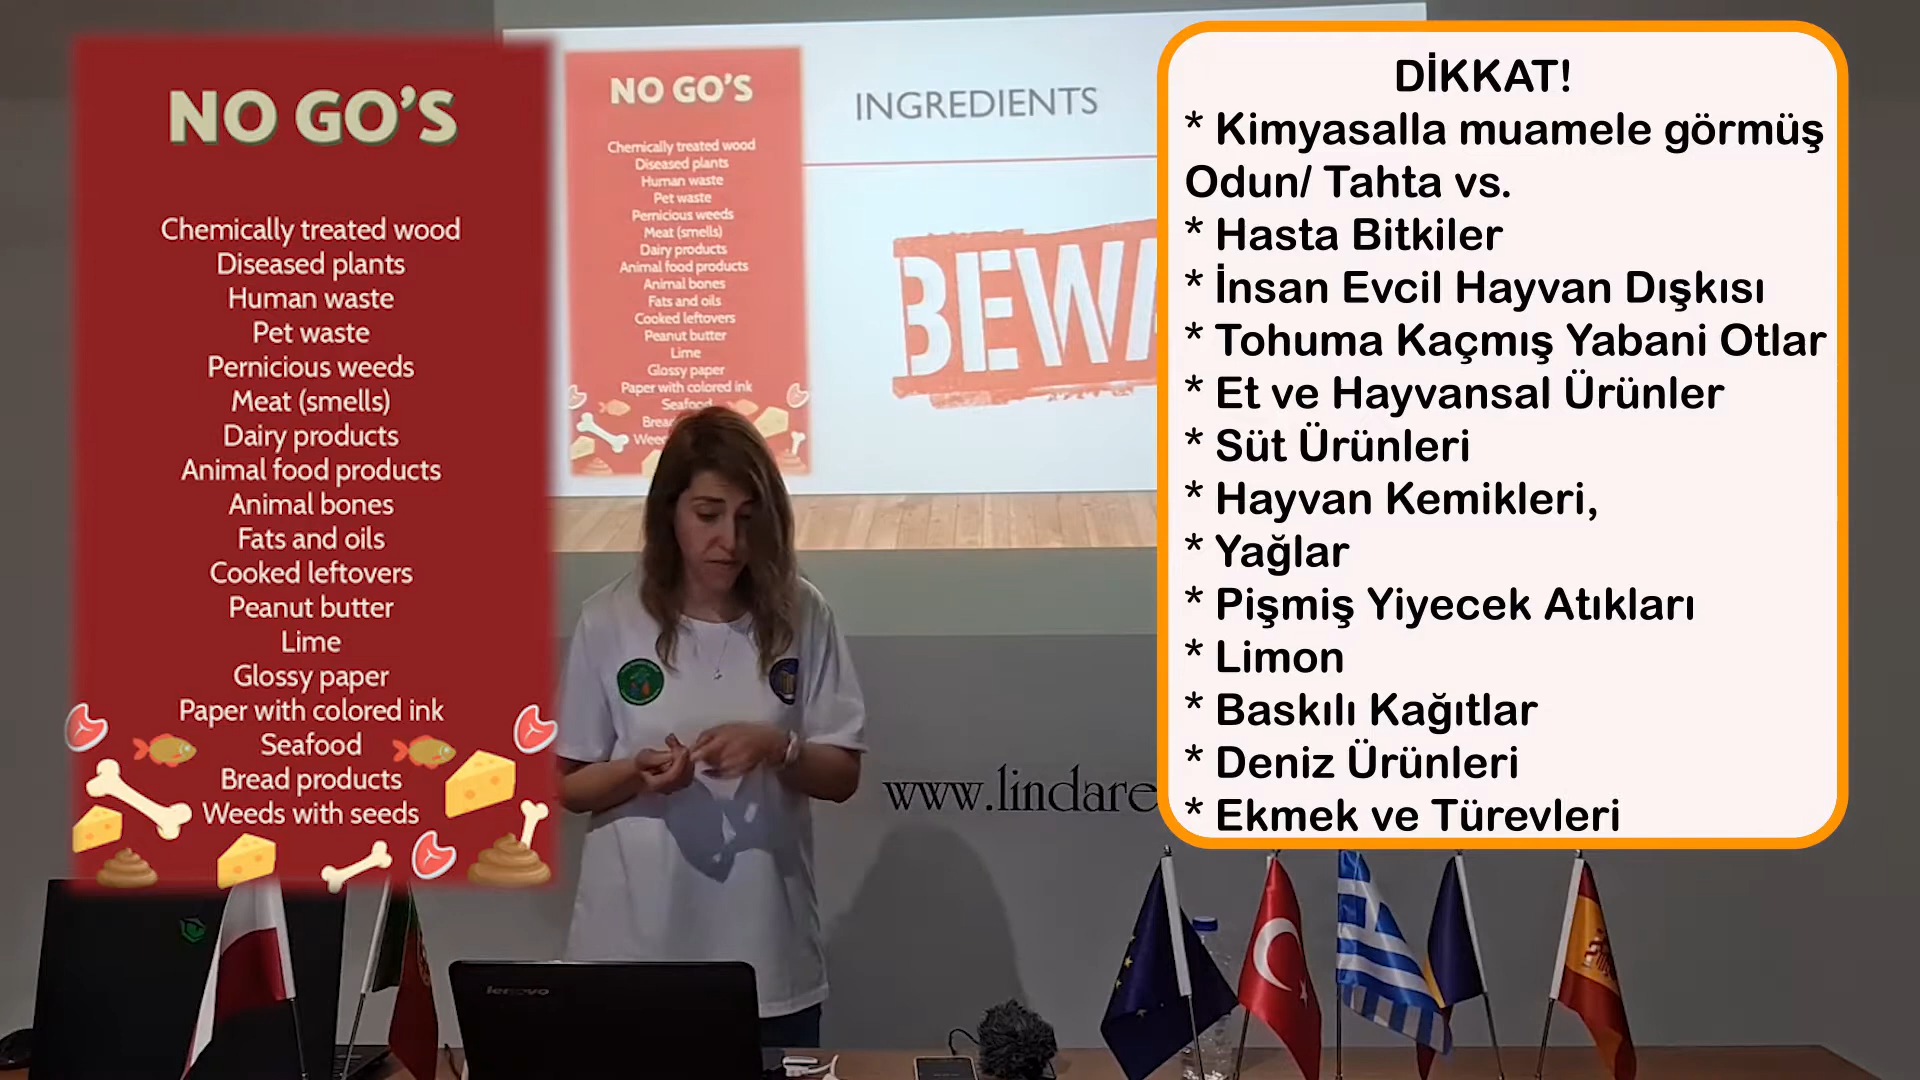 NO GO'S
Chemically treated wood
Diseased plants
Human waste
Pet waste
Pernicious weeds
Meat (smells)
Dairy products
Animal food products
Animal bones
Fats and oils
Cooked leftovers
Peanut butter
Lime
Glossy paper
Paper with colored ink
Seafood
Bread products
Weeds with seeds
NO GO'S
Chemically treated wood
Diseased plants
Human waste
Pet waste
Pernicious weeds
Meat (smells)
Dairy products
Animal food products
Animal bones
Fats and oils
Cooked leftovers
Peanut butter
Lime
Glossy paper
Paper with colored ink
Seafood
INGREDIENTS
BEWA
www.lindare
lenovo
DİKKAT!
* Kimyasalla muamele görmüş
Odun/ Tahta vs.
* Hasta Bitkiler
* İnsan Evcil Hayvan Dışkısı
* Tohuma Kaçmış Yabani Otlar
* Et ve Hayvansal Ürünler
* Süt Ürünleri
* Hayvan Kemikleri,
* Yağlar
* Pişmiş Yiyecek Atıkları
* Limon
* Baskılı Kağıtlar
* Deniz Ürünleri
* Ekmek ve Türevleri